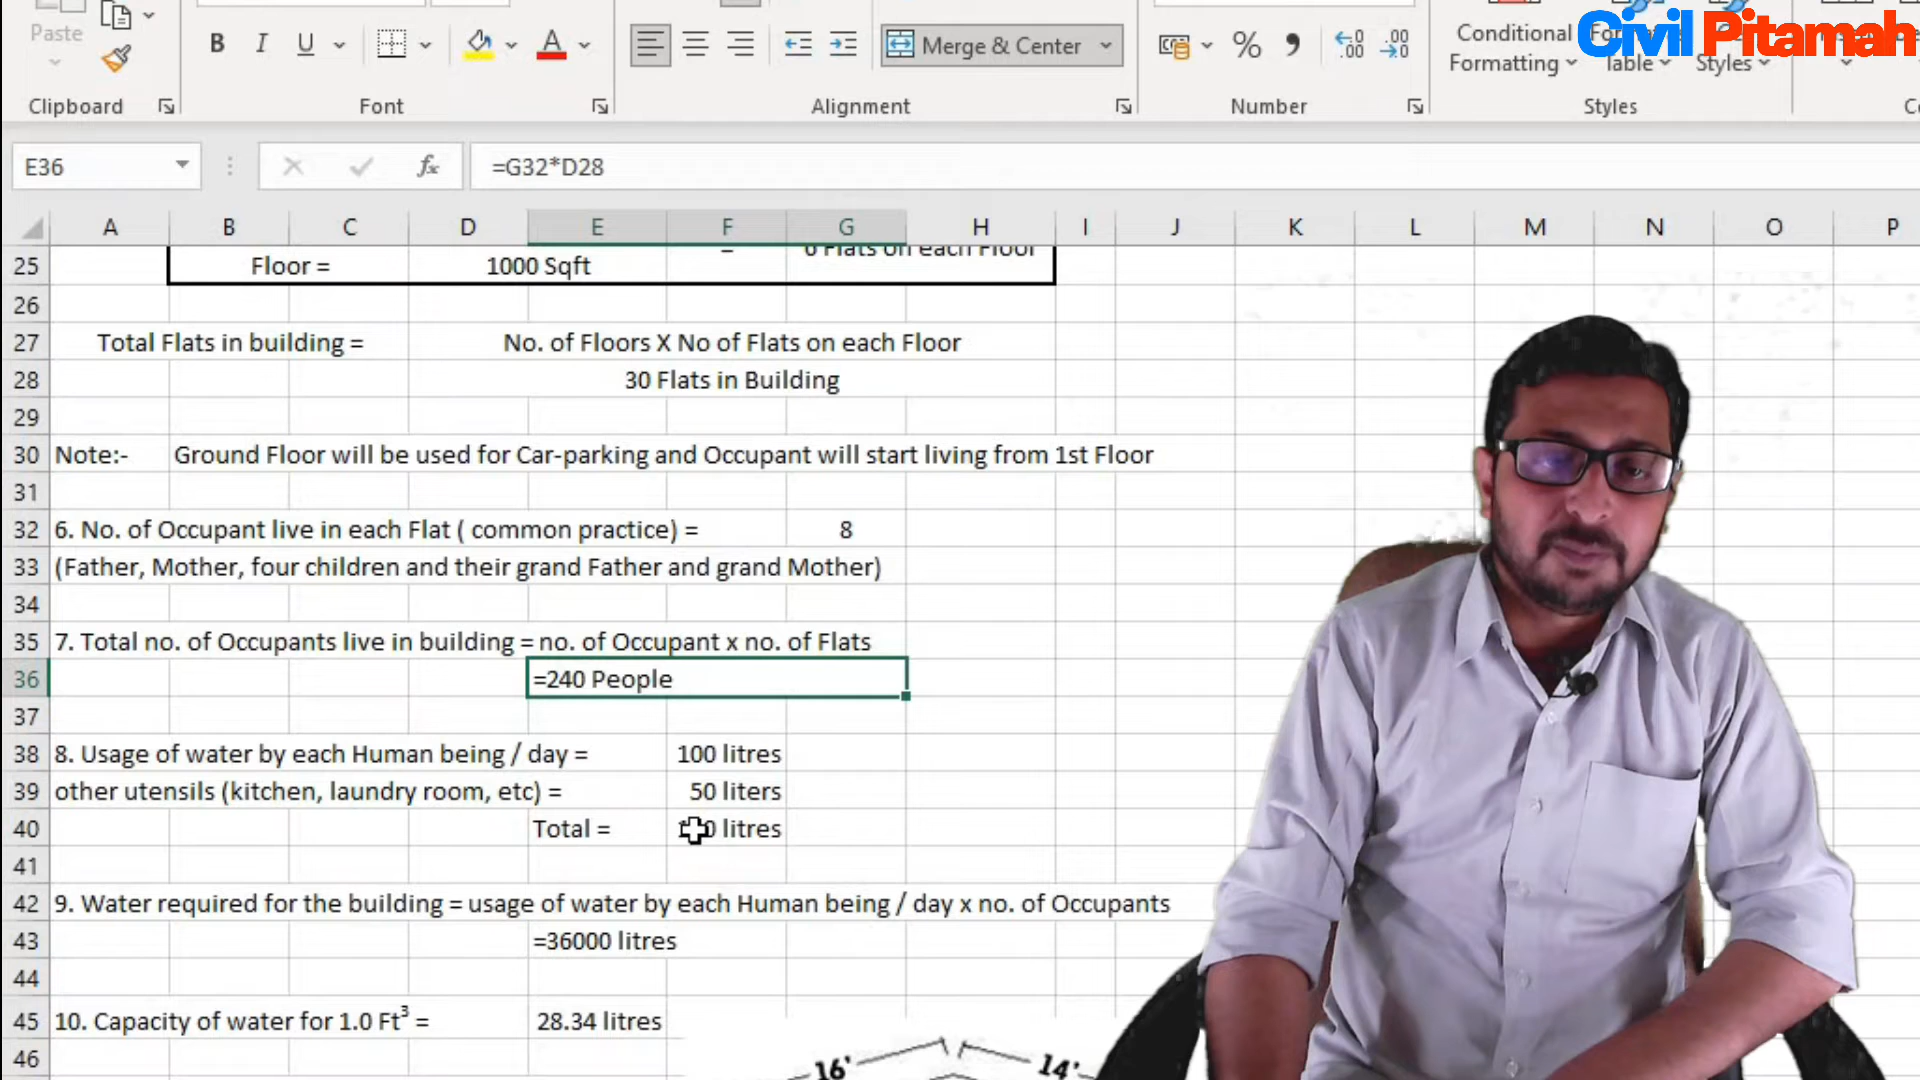 Civil Pitamah
Paste
B I U A
Merge & Center
% 
Conditional
Formatting Table Styles
Clipboard
Font
Alignment
Number
Styles
E36
fx
=G32*D28
A B C D E F G H I J K L M N O P
25 Floor = 1000 Sqft =
26
27 Total Flats in building = No. of Floors X No of Flats on each Floor
28 30 Flats in Building
29
30 Note:- Ground Floor will be used for Car-parking and Occupant will start living from 1st Floor
31
32 6. No. of Occupant live in each Flat ( common practice) = 8
33 (Father, Mother, four children and their grand Father and grand Mother)
34
35 7. Total no. of Occupants live in building = no. of Occupant x no. of Flats
36 =240 People
37
38 8. Usage of water by each Human being / day = 100 litres
39 other utensils (kitchen, laundry room, etc) = 50 liters
40 Total = litres
41
42 9. Water required for the building = usage of water by each Human being / day x no. of Occupants
43 =36000 litres
44
45 10. Capacity of water for 1.0 Ft³ = 28.34 litres
46
16' 14'